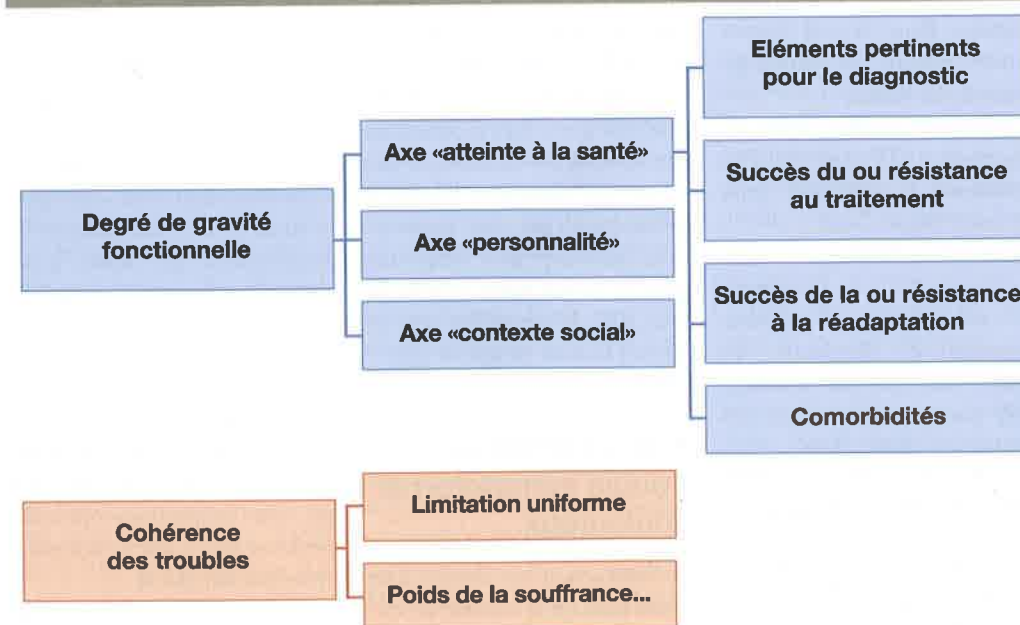 Degré de gravité
fonctionnelle
Axe «atteinte à la santé»
Axe «personnalité»
Axe «contexte social»
Eléments pertinents
pour le diagnostic
Succès du ou résistance
au traitement
Succès de la ou résistance
à la réadaptation
Comorbidités
Cohérence
des troubles
Limitation uniforme
Poids de la souffrance...